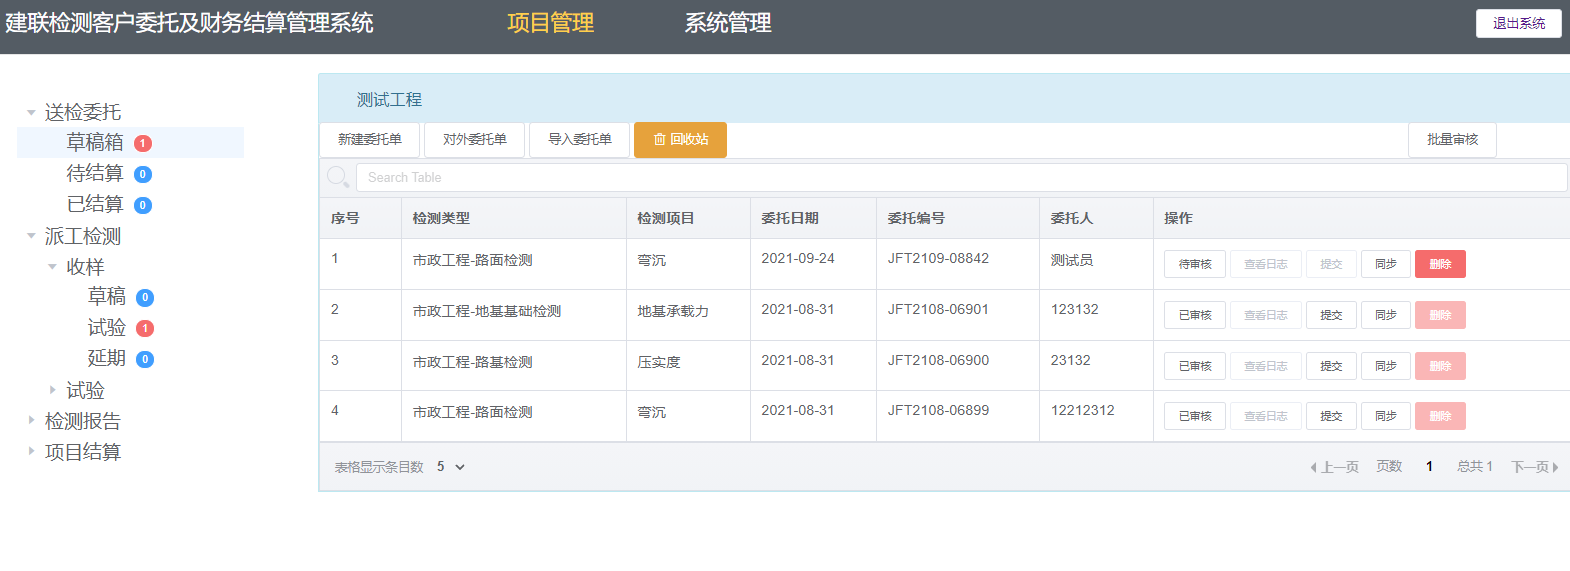 建联检测客户委托及财务结算管理系统 项目管理 系统管理 退出系统
送检委托
草稿箱 1
待结算 0
已结算 0
派工检测
收样
草稿 0
试验 1
延期 0
试验
检测报告
项目结算
测试工程
新建委托单 对外委托单 导入委托单 回收站 批量审核
Search Table
序号 检测类型 检测项目 委托日期 委托编号 委托人 操作
1 市政工程-路面检测 弯沉 2021-09-24 JFT2109-08842 测试员 待审核 查看日志 提交 同步 删除
2 市政工程-地基基础检测 地基承载力 2021-08-31 JFT2108-06901 123132 已审核 查看日志 提交 同步 删除
3 市政工程-路基检测 压实度 2021-08-31 JFT2108-06900 23132 已审核 查看日志 提交 同步 删除
4 市政工程-路面检测 弯沉 2021-08-31 JFT2108-06899 12212312 已审核 查看日志 提交 同步 删除
表格显示条目数 5 上一页 页数 1 总共 1 下一页